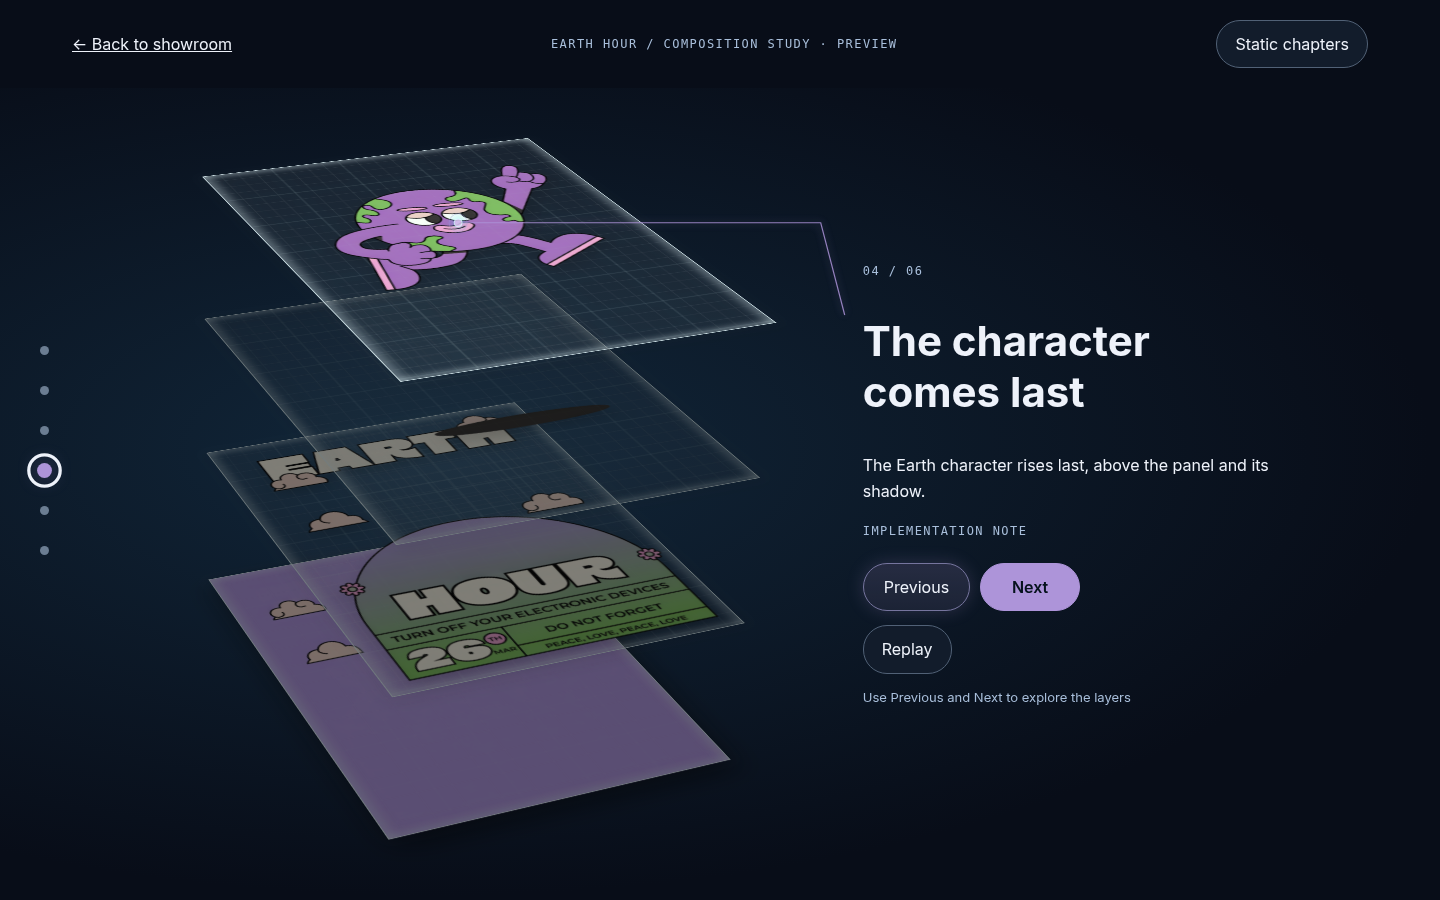 ← Back to showroom
EARTH HOUR / COMPOSITION STUDY · PREVIEW
Static chapters
04 / 06
The character
comes last
The Earth character rises last, above the panel and its
shadow.
IMPLEMENTATION NOTE
Previous
Next
Replay
Use Previous and Next to explore the layers
EARTH
HOUR
TURN OFF YOUR ELECTRONIC DEVICES
26TH MAR
DO NOT FORGET
PEACE, LOVE, PEACE, LOVE